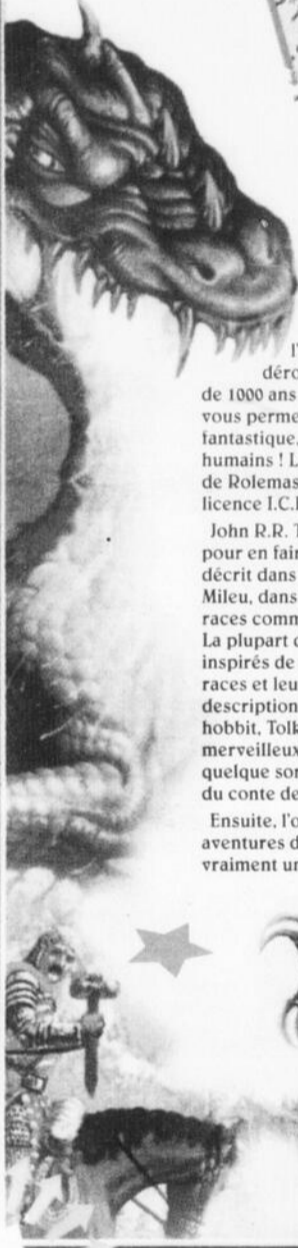 l'
déro
de 1000 ans
vous perme
fantastique,
humains ! L
de Rolemas
licence I.C.
John R.R. T
pour en fair
décrit dans
Mileu, dans
races comm
La plupart d
inspirés de
races et leu
description
hobbit, Tolk
merveilleux
quelque sor
du conte de
Ensuite, l'o
aventures d
vraiment un